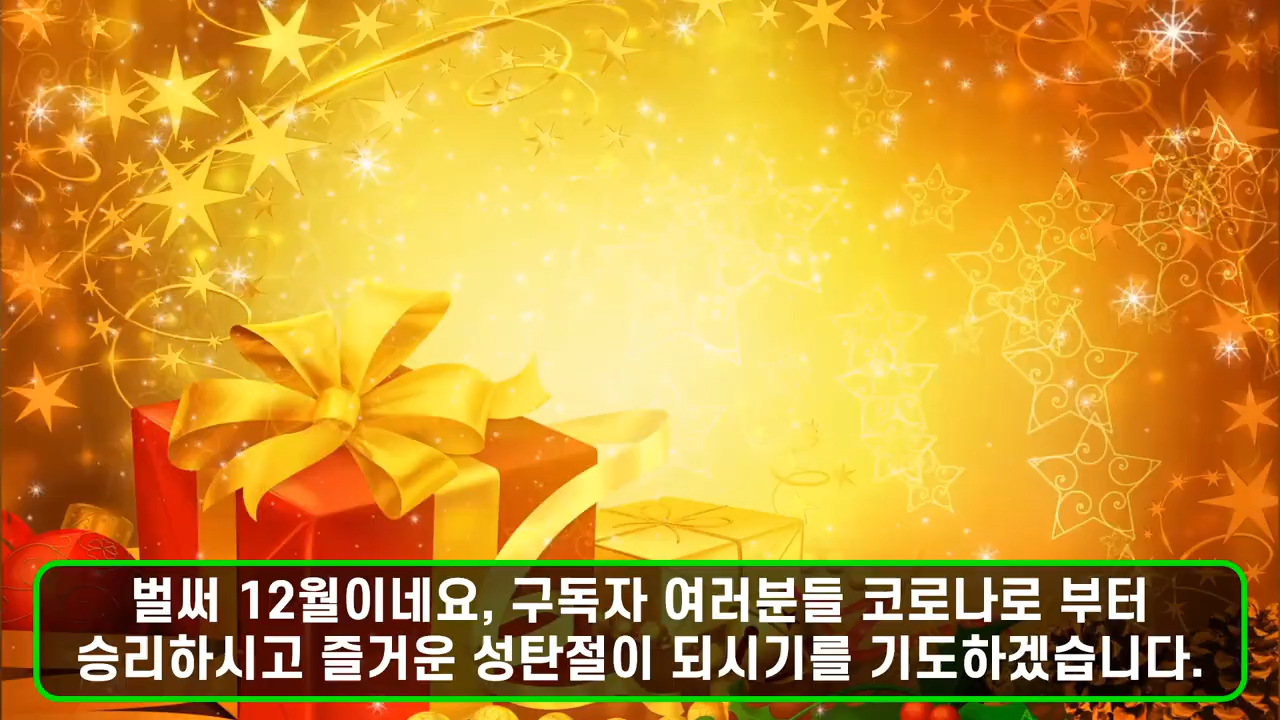 벌써 12월이네요, 구독자 여러분들 코로나로 부터
승리하시고 즐거운 성탄절이 되시기를 기도하겠습니다.